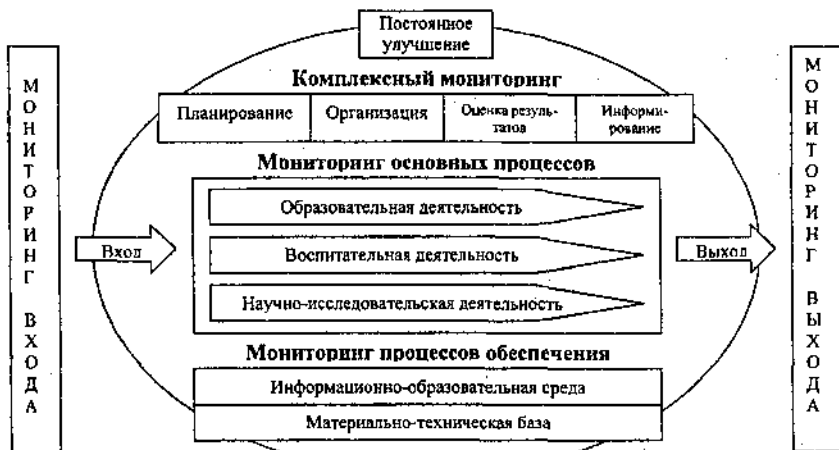 Постоянное
улучшение
Комплексный мониторинг
Планирование
Организация
Оценка резуль-
татов
Информи-
рование
Мониторинг основных процессов
Образовательная деятельность
Воспитательная деятельность
Научно-исследовательская деятельность
Мониторинг процессов обеспечения
Информационно-образовательная среда
Материально-техническая база
МОНИТОРИНГ ВХОДА
Вход
Выход
МОНИТОРИНГ ВЫХОДА